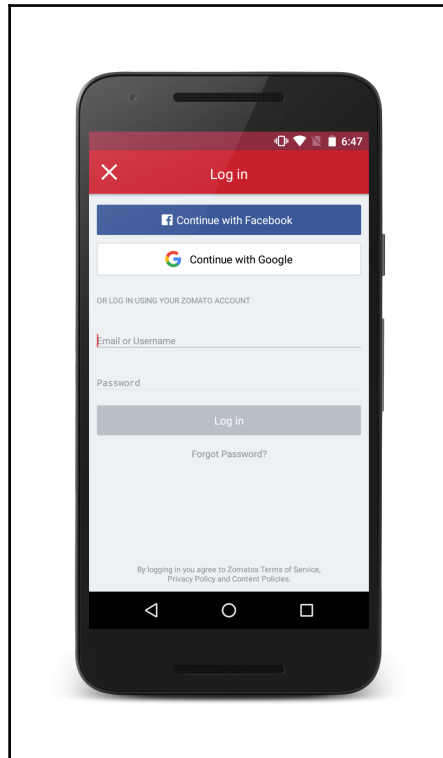 6:47
Log in
Continue with Facebook
Continue with Google
OR LOG IN USING YOUR ZOMATO ACCOUNT
Email or Username
Password
Log in
Forgot Password?
By logging in you agree to Zomatos Terms of Service,
Privacy Policy and Content Policies.